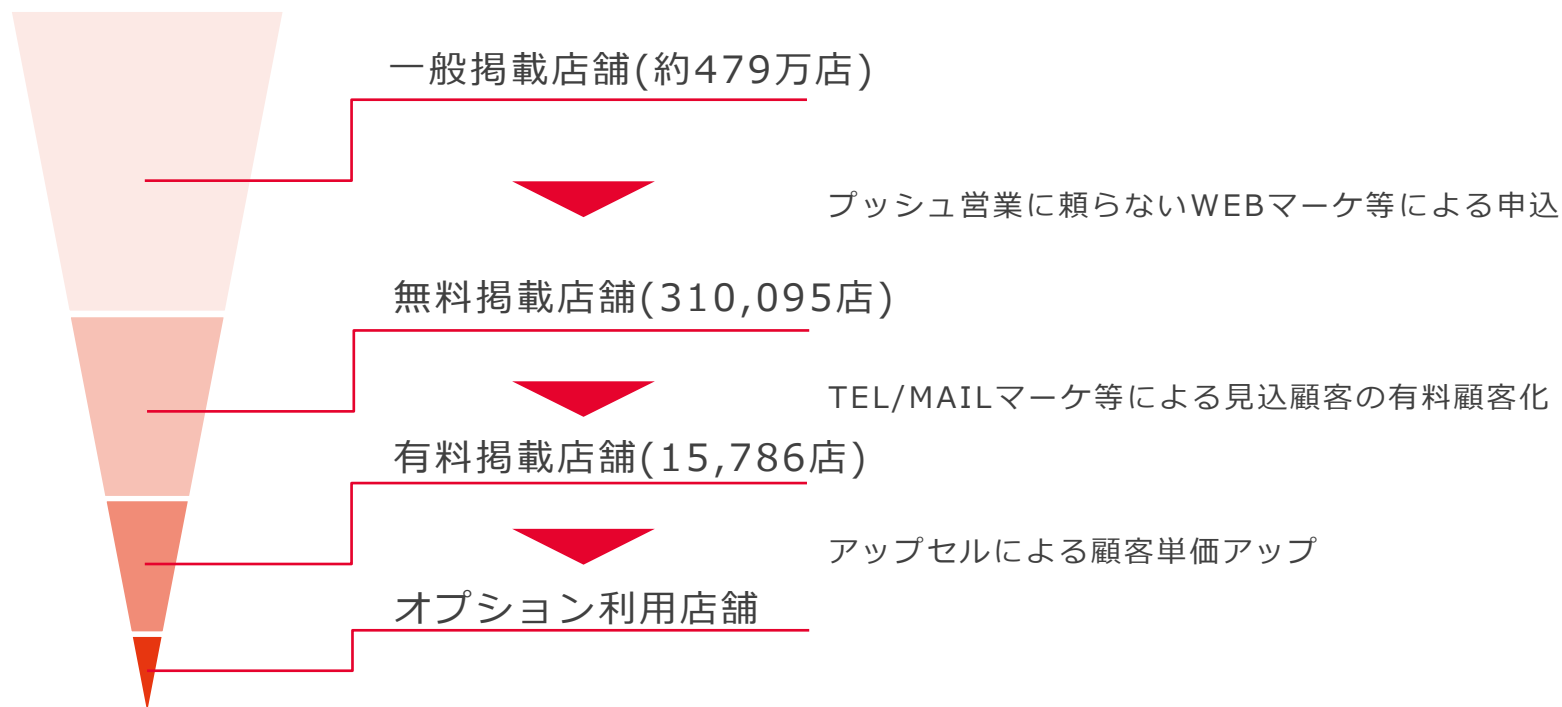 一般掲載店舗(約479万店)
プッシュ営業に頼らないWEBマーケ等による申込
無料掲載店舗(310,095店)
TEL/MAILマーケ等による見込顧客の有料顧客化
有料掲載店舗(15,786店)
アップセルによる顧客単価アップ
オプション利用店舗